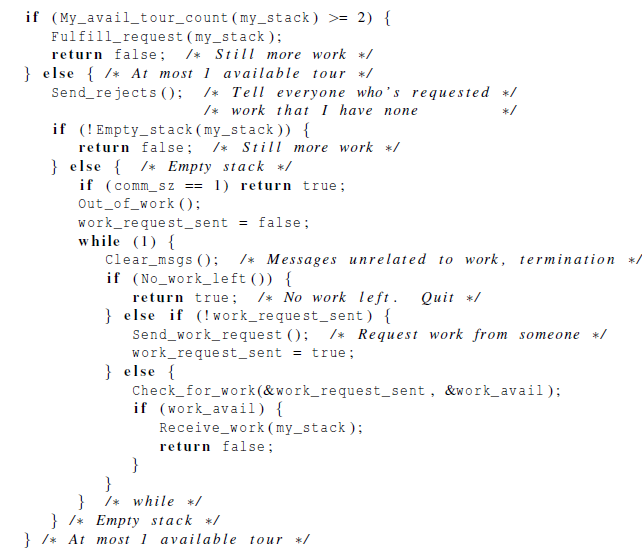 if (My_avail_tour_count(my_stack) >= 2) {
   Fulfill_request(my_stack);
   return false;  /* Still more work */
} else { /* At most 1 available tour */
   Send_rejects();  /* Tell everyone who's requested */
                    /* work that I have none         */
   if (!Empty_stack(my_stack)) {
      return false;  /* Still more work */
   } else {  /* Empty stack */
      if (comm_sz == 1) return true;
      Out_of_work();
      work_request_sent = false;
      while (1) {
         Clear_msgs();  /* Messages unrelated to work, termination */
         if (No_work_left()) {
            return true;  /* No work left.  Quit */
         } else if (!work_request_sent) {
            Send_work_request();  /* Request work from someone */
            work_request_sent = true;
         } else {
            Check_for_work(&work_request_sent, &work_avail);
            if (work_avail) {
               Receive_work(my_stack);
               return false;
            }
         }
      }  /* while */
   } /* Empty stack */
} /* At most 1 available tour */